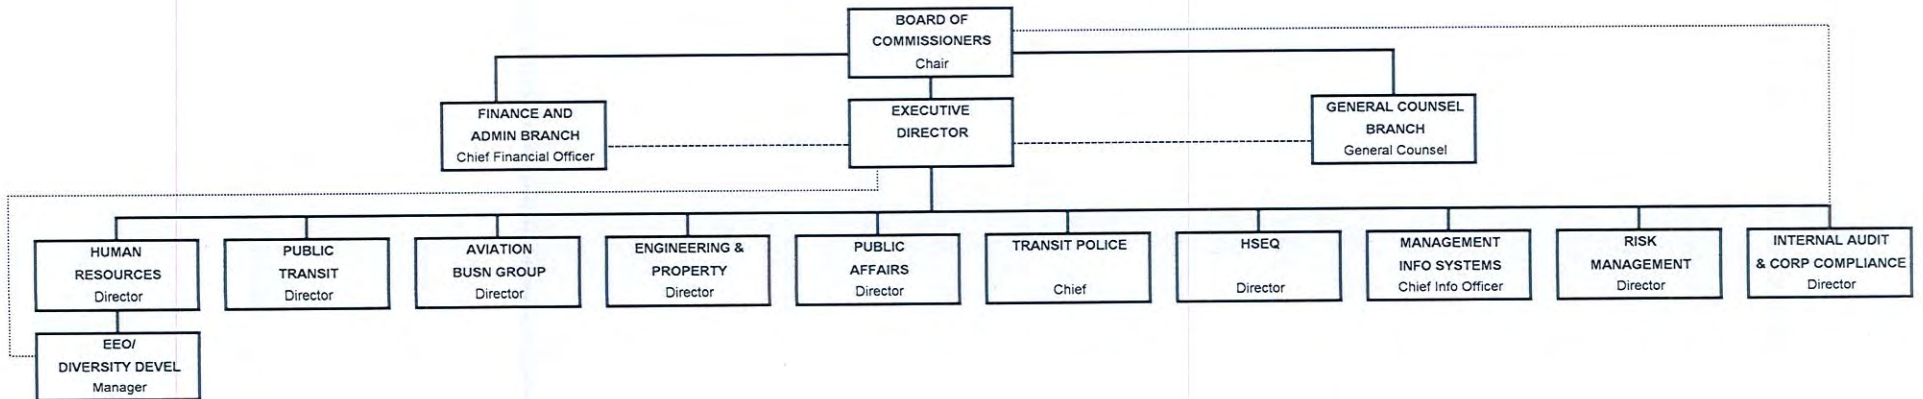 BOARD OF
COMMISSIONERS
Chair
FINANCE AND
ADMIN BRANCH
Chief Financial Officer
EXECUTIVE
DIRECTOR
GENERAL COUNSEL
BRANCH
General Counsel
HUMAN
RESOURCES
Director
PUBLIC
TRANSIT
Director
AVIATION
BUSN GROUP
Director
ENGINEERING &
PROPERTY
Director
PUBLIC
AFFAIRS
Director
TRANSIT POLICE
Chief
HSEQ
Director
MANAGEMENT
INFO SYSTEMS
Chief Info Officer
RISK
MANAGEMENT
Director
INTERNAL AUDIT
& CORP COMPLIANCE
Director
EEO/
DIVERSITY DEVEL
Manager